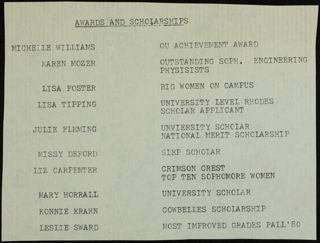 AWARDS AND SCHOLARSHIPS
MICHELLE WILLIAMS OU ACHIEVEMENT AWARD
KAREN MOZER OUTSTANDING SOPH. ENGINEERING
PHYSISISTS
LISA FOSTER BIG WOMEN ON CAMPUS
LISA TIPPING UNIVERSITY LEVEL RHODES
SCHOLAR APPLICANT
JULIE FLEMING UNVIERSITY SCHOLAR
NATIONAL MERIT SCHOLARSHIP
MISSY DEFORD SIRP SCHOLAR
LIZ CARPENTER CRIMSON CREST
TOP TEN SOPHOMORE WOMEN
MARY HORRALL UNIVERSITY SCHOLAR
KONNIE KRAHN COWBELLES SCHOLARSHIP
LESLIE SWARD MOST IMPROVED GRADES FALL'80